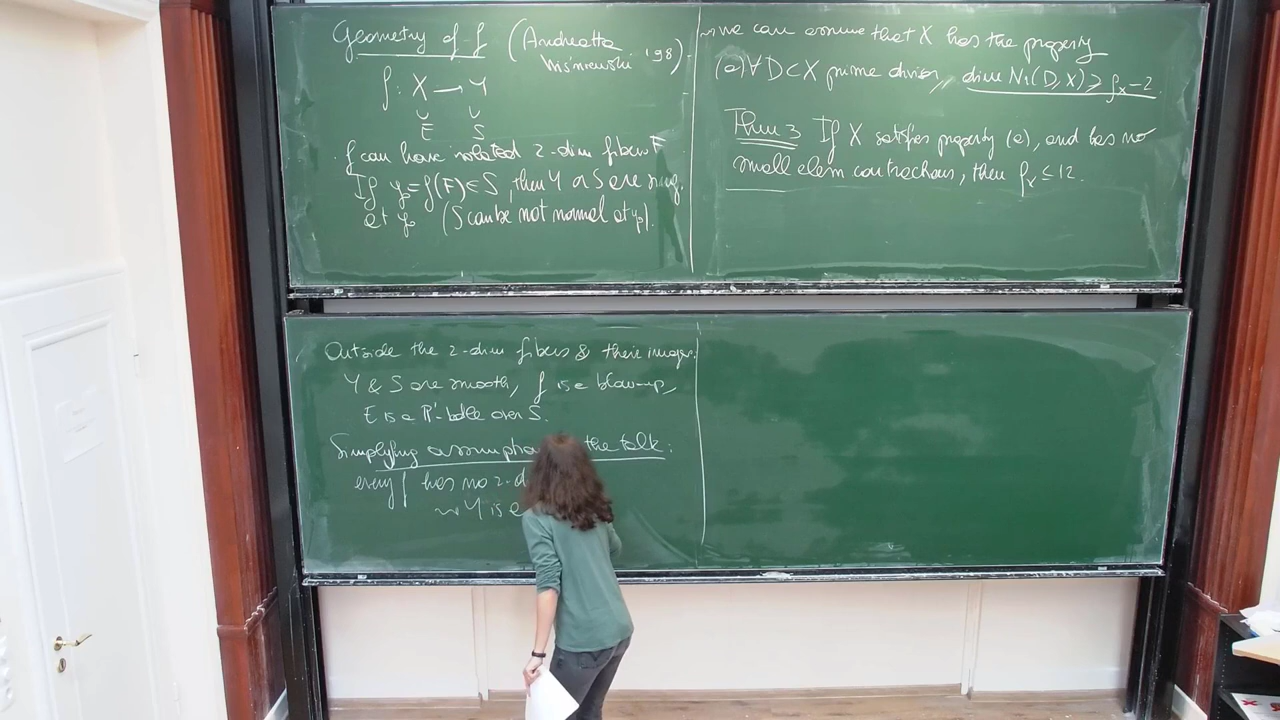 Geometry of f (Andreatta
Wiśniewski '98)
f: X → Y
∪ ∪
E S
f can have isolated 2-dim fibers F
If y₀=f(F)∈S, then Y or S are sing.
at y₀ (S can be not normal at y₀).
⇝ we can assume that X has the property
(a) ∀D⊂X prime divisor, dim N₁(D,X) ≥ ρ_X-2
Thm 3 If X satisfies property (a), and has no
small elem contractions, then ρ_X ≤ 12.
Outside the 2-dim fibers & their images
Y & S are smooth, f is a blow-up,
E is a P¹-bdle over S.
Simplifying the talk:
every f has no 2-d
⇝ Y is